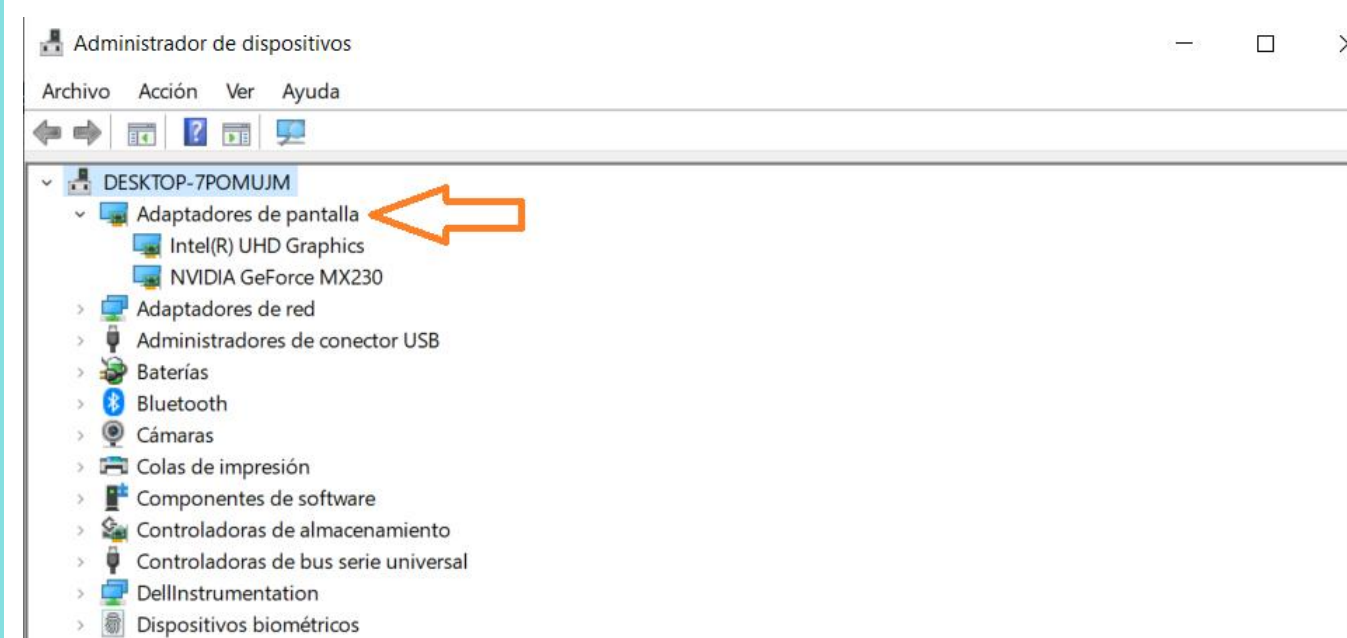 Administrador de dispositivos
Archivo Acción Ver Ayuda
DESKTOP-7POMUJM
Adaptadores de pantalla
Intel(R) UHD Graphics
NVIDIA GeForce MX230
Adaptadores de red
Administradores de conector USB
Baterías
Bluetooth
Cámaras
Colas de impresión
Componentes de software
Controladoras de almacenamiento
Controladoras de bus serie universal
DellInstrumentation
Dispositivos biométricos